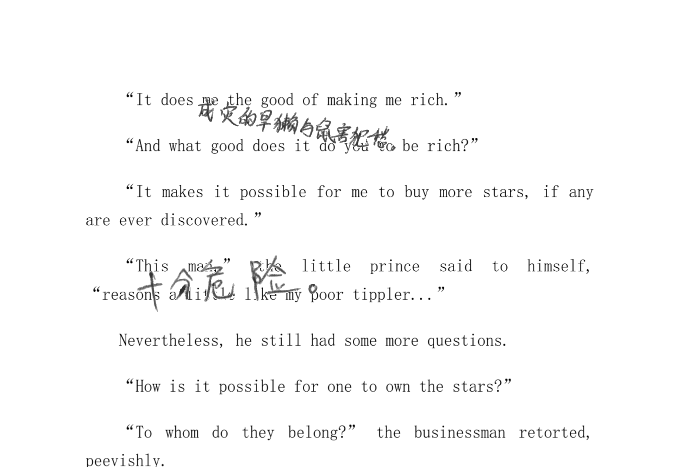 “It does me the good of making me rich.”
成灾的旱獭与鼠害犯愁。
“And what good does it do you to be rich?”
“It makes it possible for me to buy more stars, if any
are ever discovered.”
“This man,” the little prince said to himself,
十分危险。
“reasons a little like my poor tippler...”
Nevertheless, he still had some more questions.
“How is it possible for one to own the stars?”
“To whom do they belong?” the businessman retorted,
peevishly.